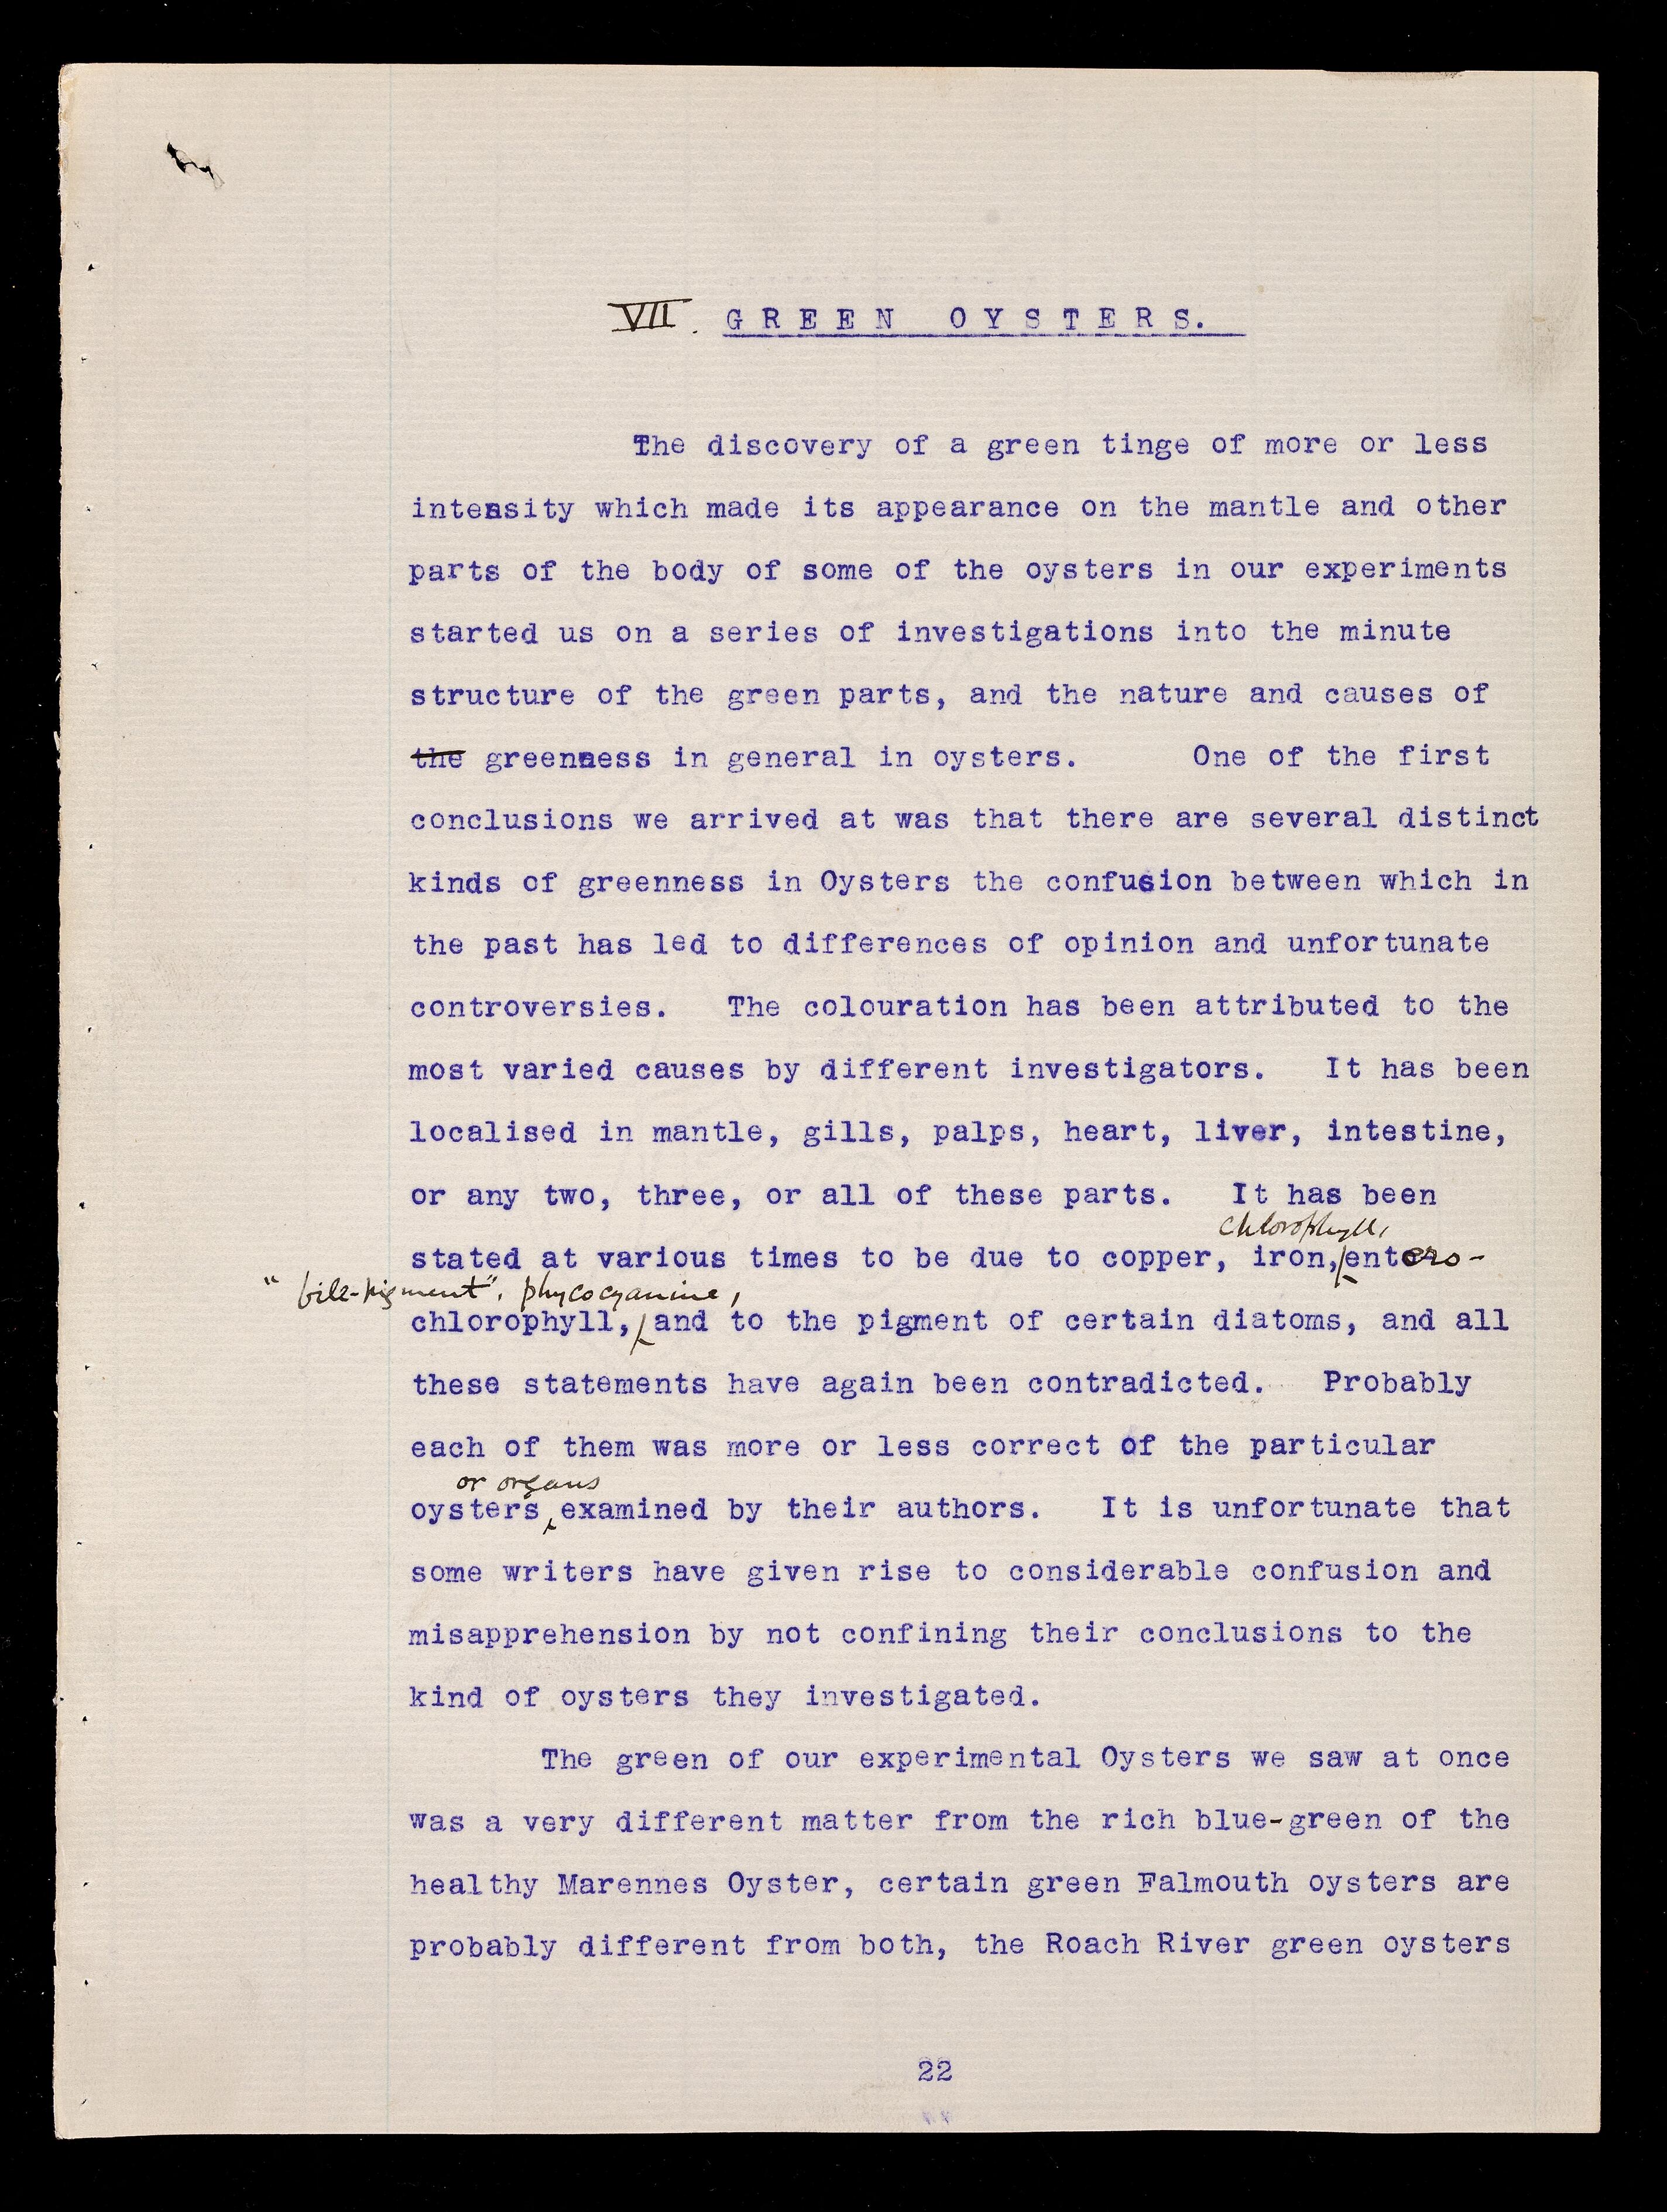 VII. GREEN OYSTERS.
The discovery of a green tinge of more or less
intensity which made its appearance on the mantle and other
parts of the body of some of the oysters in our experiments
started us on a series of investigations into the minute
structure of the green parts, and the nature and causes of
the greenness in general in oysters. One of the first
conclusions we arrived at was that there are several distinct
kinds of greenness in Oysters the confusion between which in
the past has led to differences of opinion and unfortunate
controversies. The colouration has been attributed to the
most varied causes by different investigators. It has been
localised in mantle, gills, palps, heart, liver, intestine,
or any two, three, or all of these parts. It has been
chlorophyll,
stated at various times to be due to copper, iron, entero-
"bile-pigment", phycocyanine,
chlorophyll, and to the pigment of certain diatoms, and all
these statements have again been contradicted. Probably
each of them was more or less correct of the particular
or organs
oysters examined by their authors. It is unfortunate that
some writers have given rise to considerable confusion and
misapprehension by not confining their conclusions to the
kind of oysters they investigated.
The green of our experimental Oysters we saw at once
was a very different matter from the rich blue-green of the
healthy Marennes Oyster, certain green Falmouth oysters are
probably different from both, the Roach River green oysters
22